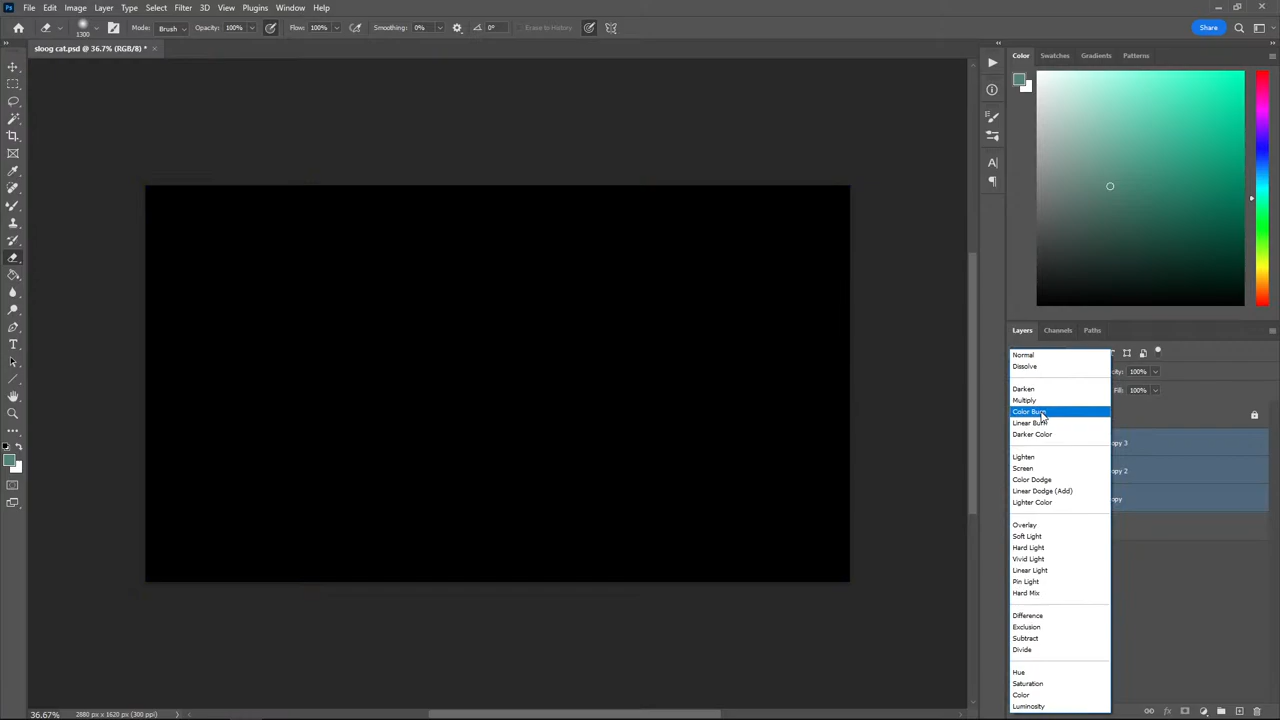 Ps File Edit Image Layer Type Select Filter 3D View Plugins Window Help
1300 Mode: Brush Opacity: 100% Flow: 100% Smoothing: 0% 0° Erase to History Share
sloog cat.psd @ 36.7% (RGB/8) *
Color Swatches Gradients Patterns
Layers Channels Paths
Normal
Dissolve
100%
Darken
Fill: 100%
Multiply
Color Burn
Linear Burn
Darker Color
opy 3
Lighten
Screen
opy 2
Color Dodge
Linear Dodge (Add)
opy
Lighter Color
Overlay
Soft Light
Hard Light
Vivid Light
Linear Light
Pin Light
Hard Mix
Difference
Exclusion
Subtract
Divide
Hue
Saturation
Color
Luminosity
36.67% 2880 px x 1620 px (300 ppi)